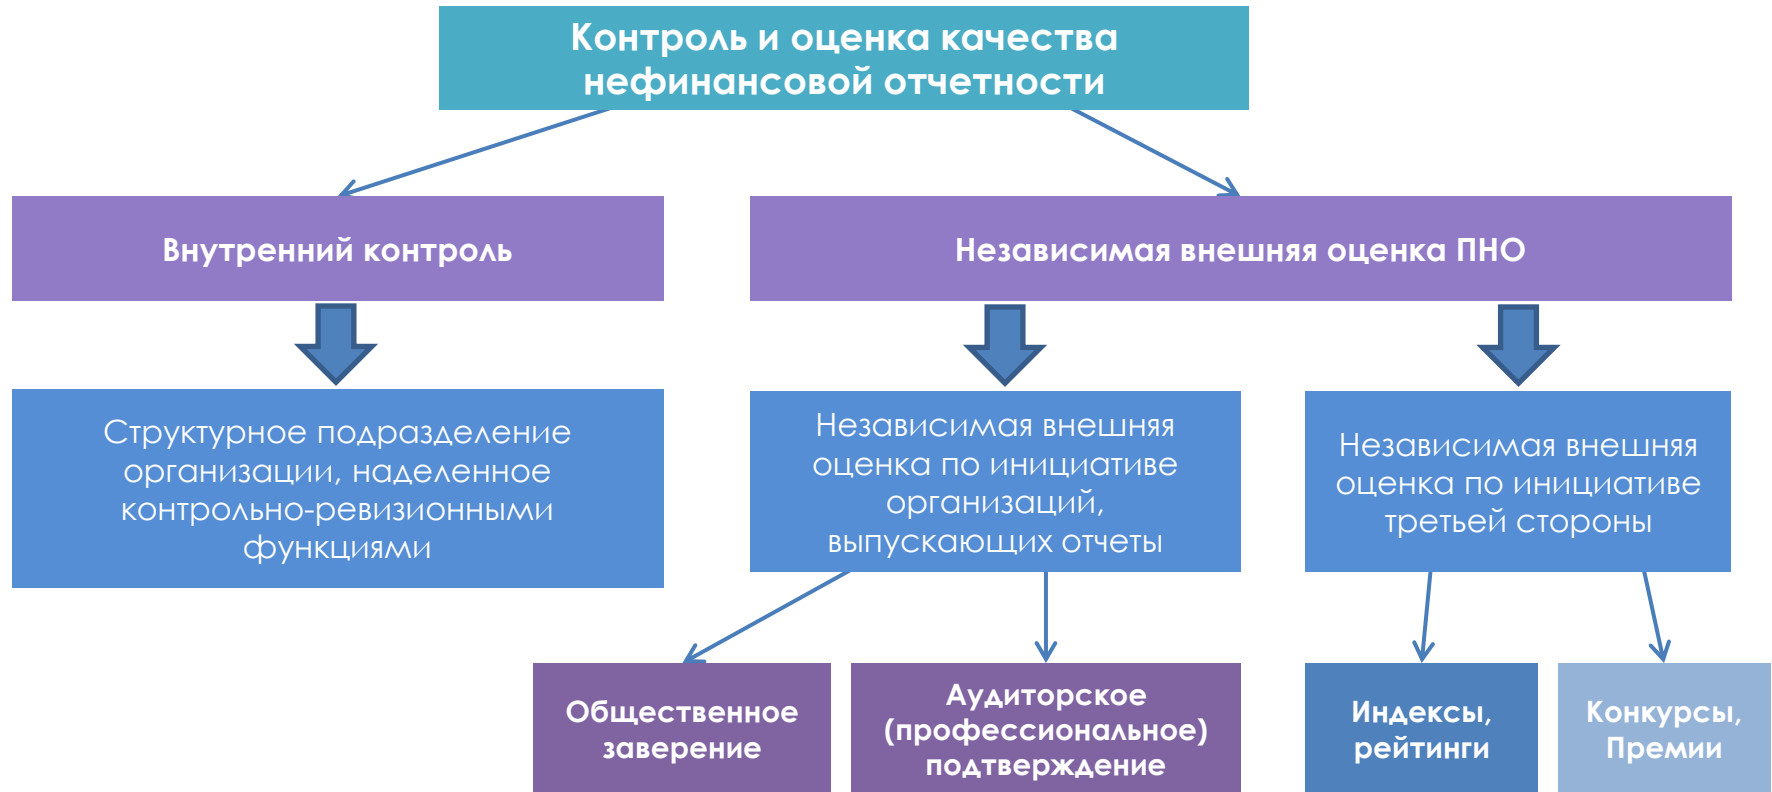 Контроль и оценка качества
нефинансовой отчетности
Внутренний контроль
Независимая внешняя оценка ПНО
Структурное подразделение
организации, наделенное
контрольно-ревизионными
функциями
Независимая внешняя
оценка по инициативе
организаций,
выпускающих отчеты
Независимая внешняя
оценка по инициативе
третьей стороны
Общественное
заверение
Аудиторское
(профессиональное)
подтверждение
Индексы,
рейтинги
Конкурсы,
Премии